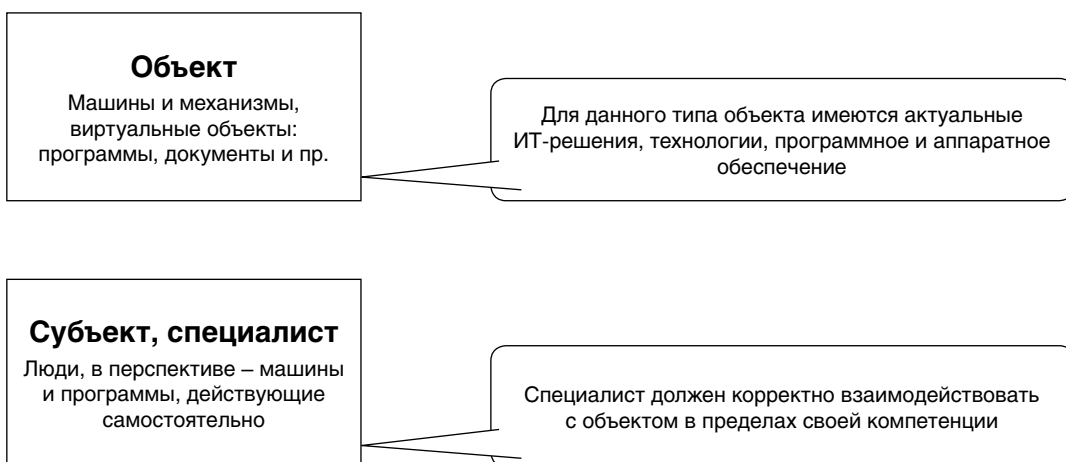 Объект
Машины и механизмы,
виртуальные объекты:
программы, документы и пр.
Для данного типа объекта имеются актуальные
ИТ-решения, технологии, программное и аппаратное
обеспечение
Субъект, специалист
Люди, в перспективе – машины
и программы, действующие
самостоятельно
Специалист должен корректно взаимодействовать
с объектом в пределах своей компетенции